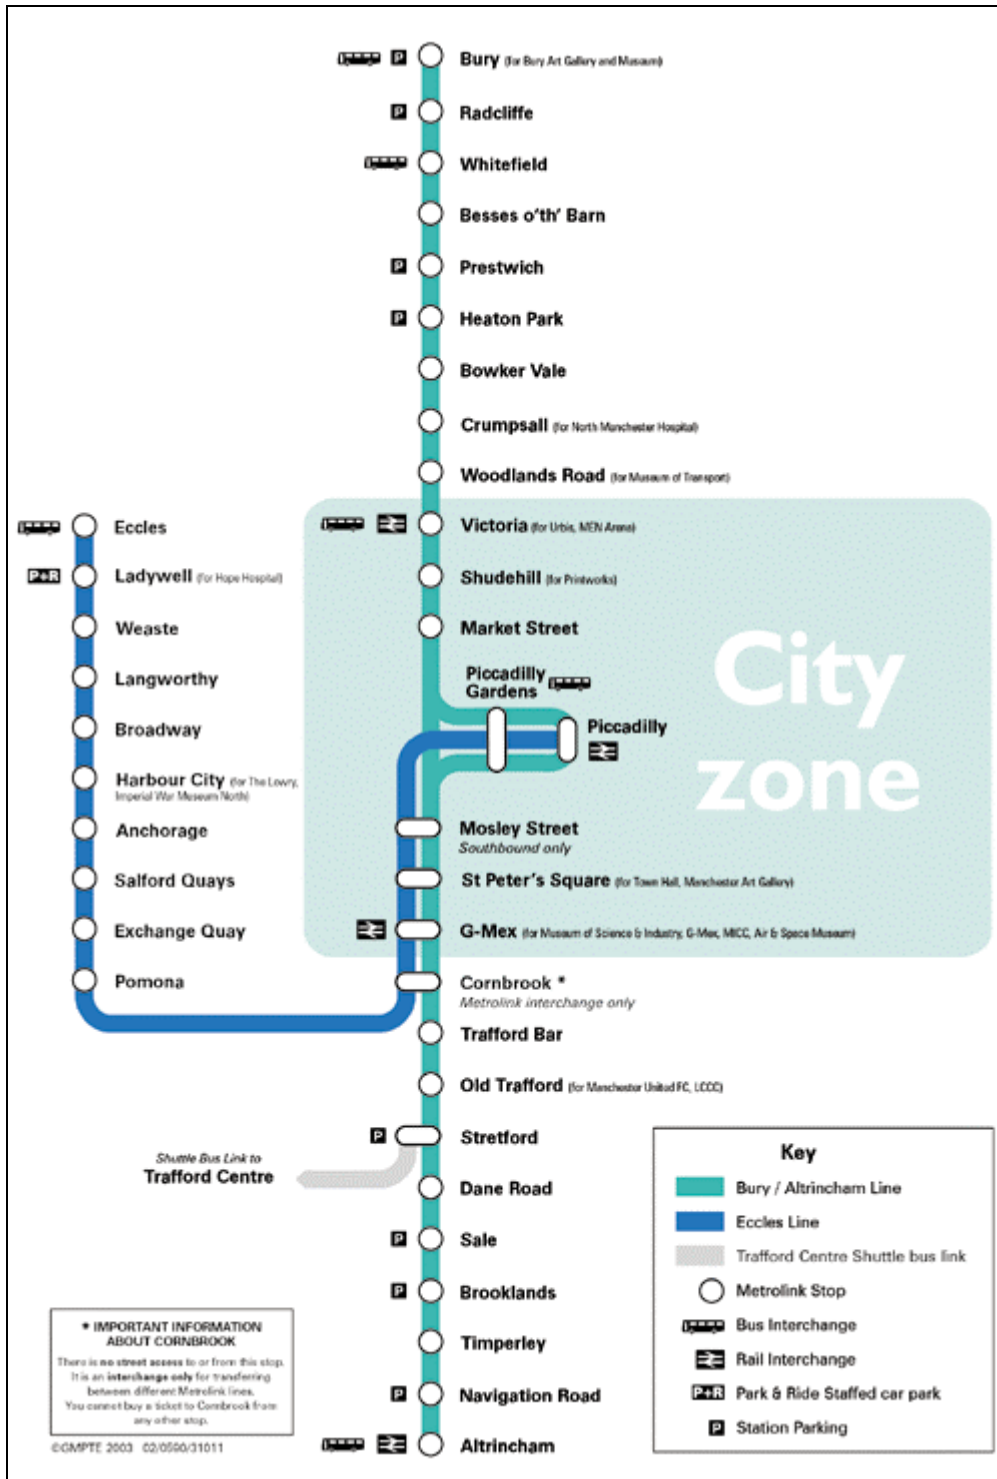 Bury (for Bury Art Gallery and Museum)
P
Radcliffe
P
Whitefield
Besses o'th' Barn
Prestwich
P
Heaton Park
P
Bowker Vale
Crumpsall (for North Manchester Hospital)
Woodlands Road (for Museum of Transport)
Victoria (for Urbis, MEN Arena)
Shudehill (for Printworks)
Market Street
Piccadilly
Gardens
Piccadilly
City
zone
Mosley Street
Southbound only
St Peter's Square (for Town Hall, Manchester Art Gallery)
G-Mex (for Museum of Science & Industry, G-Mex, MICC, Air & Space Museum)
Cornbrook *
Metrolink interchange only
Trafford Bar
Old Trafford (for Manchester United FC, LCCC)
P
Stretford
Dane Road
P
Sale
P
Brooklands
Timperley
P
Navigation Road
Altrincham
Eccles
P+R
Ladywell (for Hope Hospital)
Weaste
Langworthy
Broadway
Harbour City (for The Lowry,
Imperial War Museum North)
Anchorage
Salford Quays
Exchange Quay
Pomona
Shuttle Bus Link to
Trafford Centre
* IMPORTANT INFORMATION
ABOUT CORNBROOK
There is no street access to or from this stop.
It is an interchange only for transferring
between different Metrolink lines.
You cannot buy a ticket to Cornbrook from
any other stop.
©GMPTE 2003 02/0590/31011
Key
Bury / Altrincham Line
Eccles Line
Trafford Centre Shuttle bus link
Metrolink Stop
Bus Interchange
Rail Interchange
P+R Park & Ride Staffed car park
P Station Parking